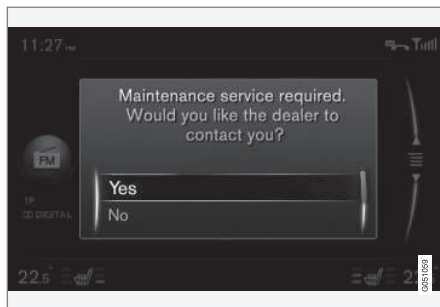 11:27
Maintenance service required.
Would you like the dealer to
contact you?
FM
Yes
No
TP
DIGITAL
22.5°
22
G051059